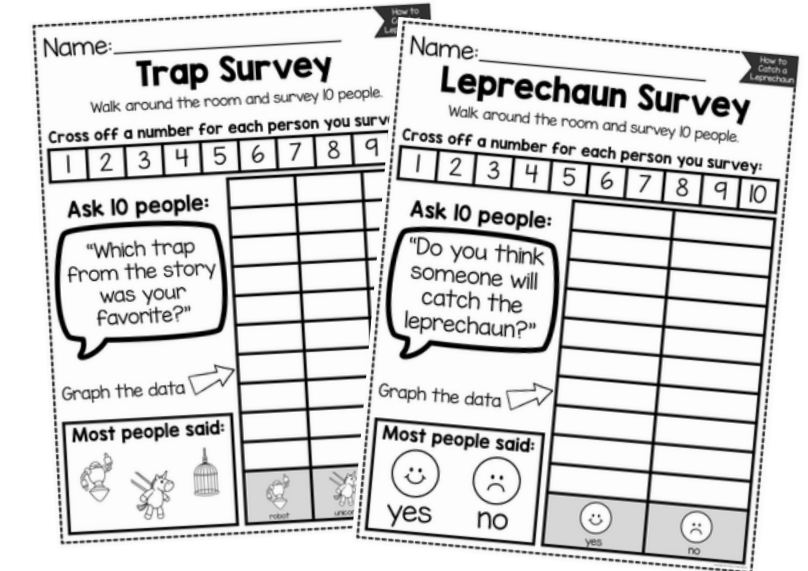 How to
Name:
Trap Survey
Walk around the room and survey 10 people.
Cross off a number for each person you
1 2 3 4 5 6 7 8 9
Ask 10 people:
"Which trap
from the story
was your
favorite?"
Graph the data
Most people said:
robot
How to
Catch a
Leprechaun
Name:
Leprechaun Survey
Walk around the room and survey 10 people.
Cross off a number for each person you survey:
1 2 3 4 5 6 7 8 9 10
Ask 10 people:
"Do you think
someone will
catch the
leprechaun?"
Graph the data
Most people said:
yes no
yes no